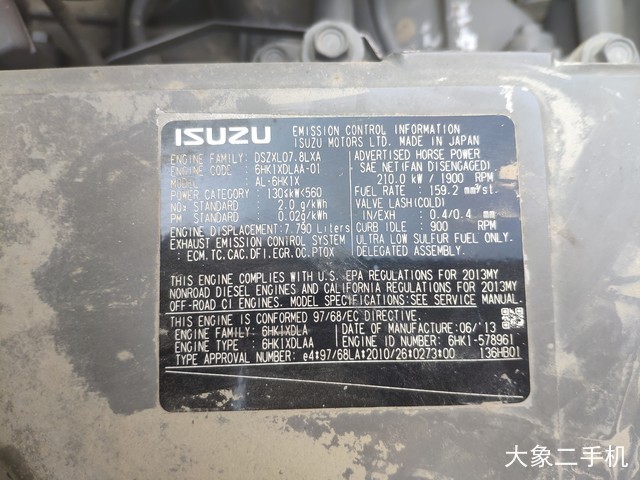 ISUZU
EMISSION CONTROL INFORMATION
ISUZU MOTORS LTD. MADE IN JAPAN
ENGINE FAMILY: DSZXL07.8LXA
ENGINE CODE: 6HK1XDLAA-01
MODEL: AL-6HK1X
POWER CATEGORY: 130≤kW≤560
NOx STANDARD: 2.0 g/kWh
PM STANDARD: 0.02g/kWh
ENGINE DISPLACEMENT: 7.790 Liters
EXHAUST EMISSION CONTROL SYSTEM
: ECM.TC.CAC.DFI.EGR.OC.PTOX
ADVERTISED HORSE POWER
SAE NET(FAN DISENGAGED)
210.0 kW / 1900 RPM
FUEL RATE: 159.2 mm³/st.
VALVE LASH(COLD)
IN/EXH : 0.4/0.4 mm
CURB IDLE: 900 RPM
ULTRA LOW SULFUR FUEL ONLY
DELEGATED ASSEMBLY.
THIS ENGINE COMPLIES WITH U.S. EPA REGULATIONS FOR 2013MY
NONROAD DIESEL ENGINES AND CALIFORNIA REGULATIONS FOR 2013MY
OFF-ROAD CI ENGINES. MODEL SPECIFICATIONS:SEE SERVICE MANUAL.
THIS ENGINE IS CONFORMED 97/68/EC DIRECTIVE.
ENGINE FAMILY: 6HK1XDLA DATE OF MANUFACTURE: 06/'13
ENGINE TYPE: 6HK1XDLAA ENGINE ID NUMBER: 6HK1-578961
TYPE APPROVAL NUMBER: e4*97/68LA*2010/26*0273*00 136HB01
大象二手机